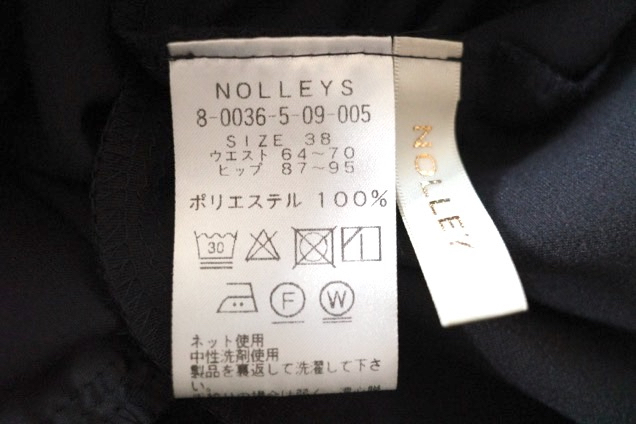 NOLLEYS
8-0036-5-09-005
SIZE 38
ウエスト 64～70
ヒップ 87～95
ポリエステル 100%
30
F
W
ネット使用
中性洗剤使用
製品を裏返して洗濯して下さ
い。
NOLLEY